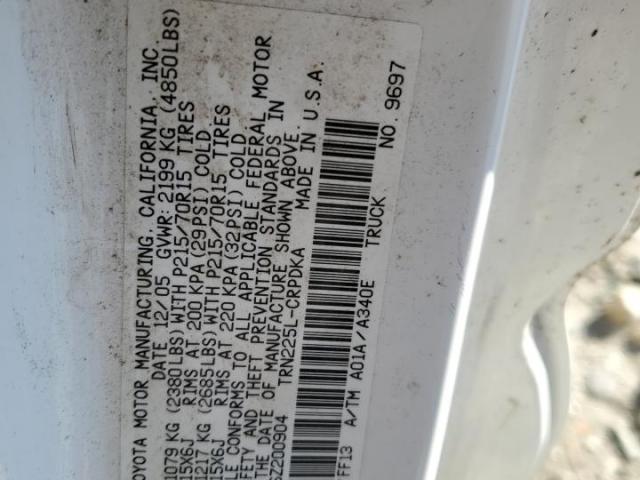 TOYOTA MOTOR MANUFACTURING, CALIFORNIA, INC.
DATE 12/05 GVWR: 2199 KG (4850LBS)
1079 KG (2380LBS) WITH P215/70R15 TIRES
15X6J RIMS AT 200 KPA (29PSI) COLD
1217 KG (2685LBS) WITH P215/70R15 TIRES
15X6J RIMS AT 220 KPA (32PSI) COLD
LE CONFORMS TO ALL APPLICABLE FEDERAL MOTOR
FETY AND THEFT PREVENTION STANDARDS IN
THE DATE OF MANUFACTURE SHOWN ABOVE.
6Z200904 TRN225L-CRPDKA MADE IN U.S.A.
FF13 A/TM A01A/A340E TRUCK NO. 9697